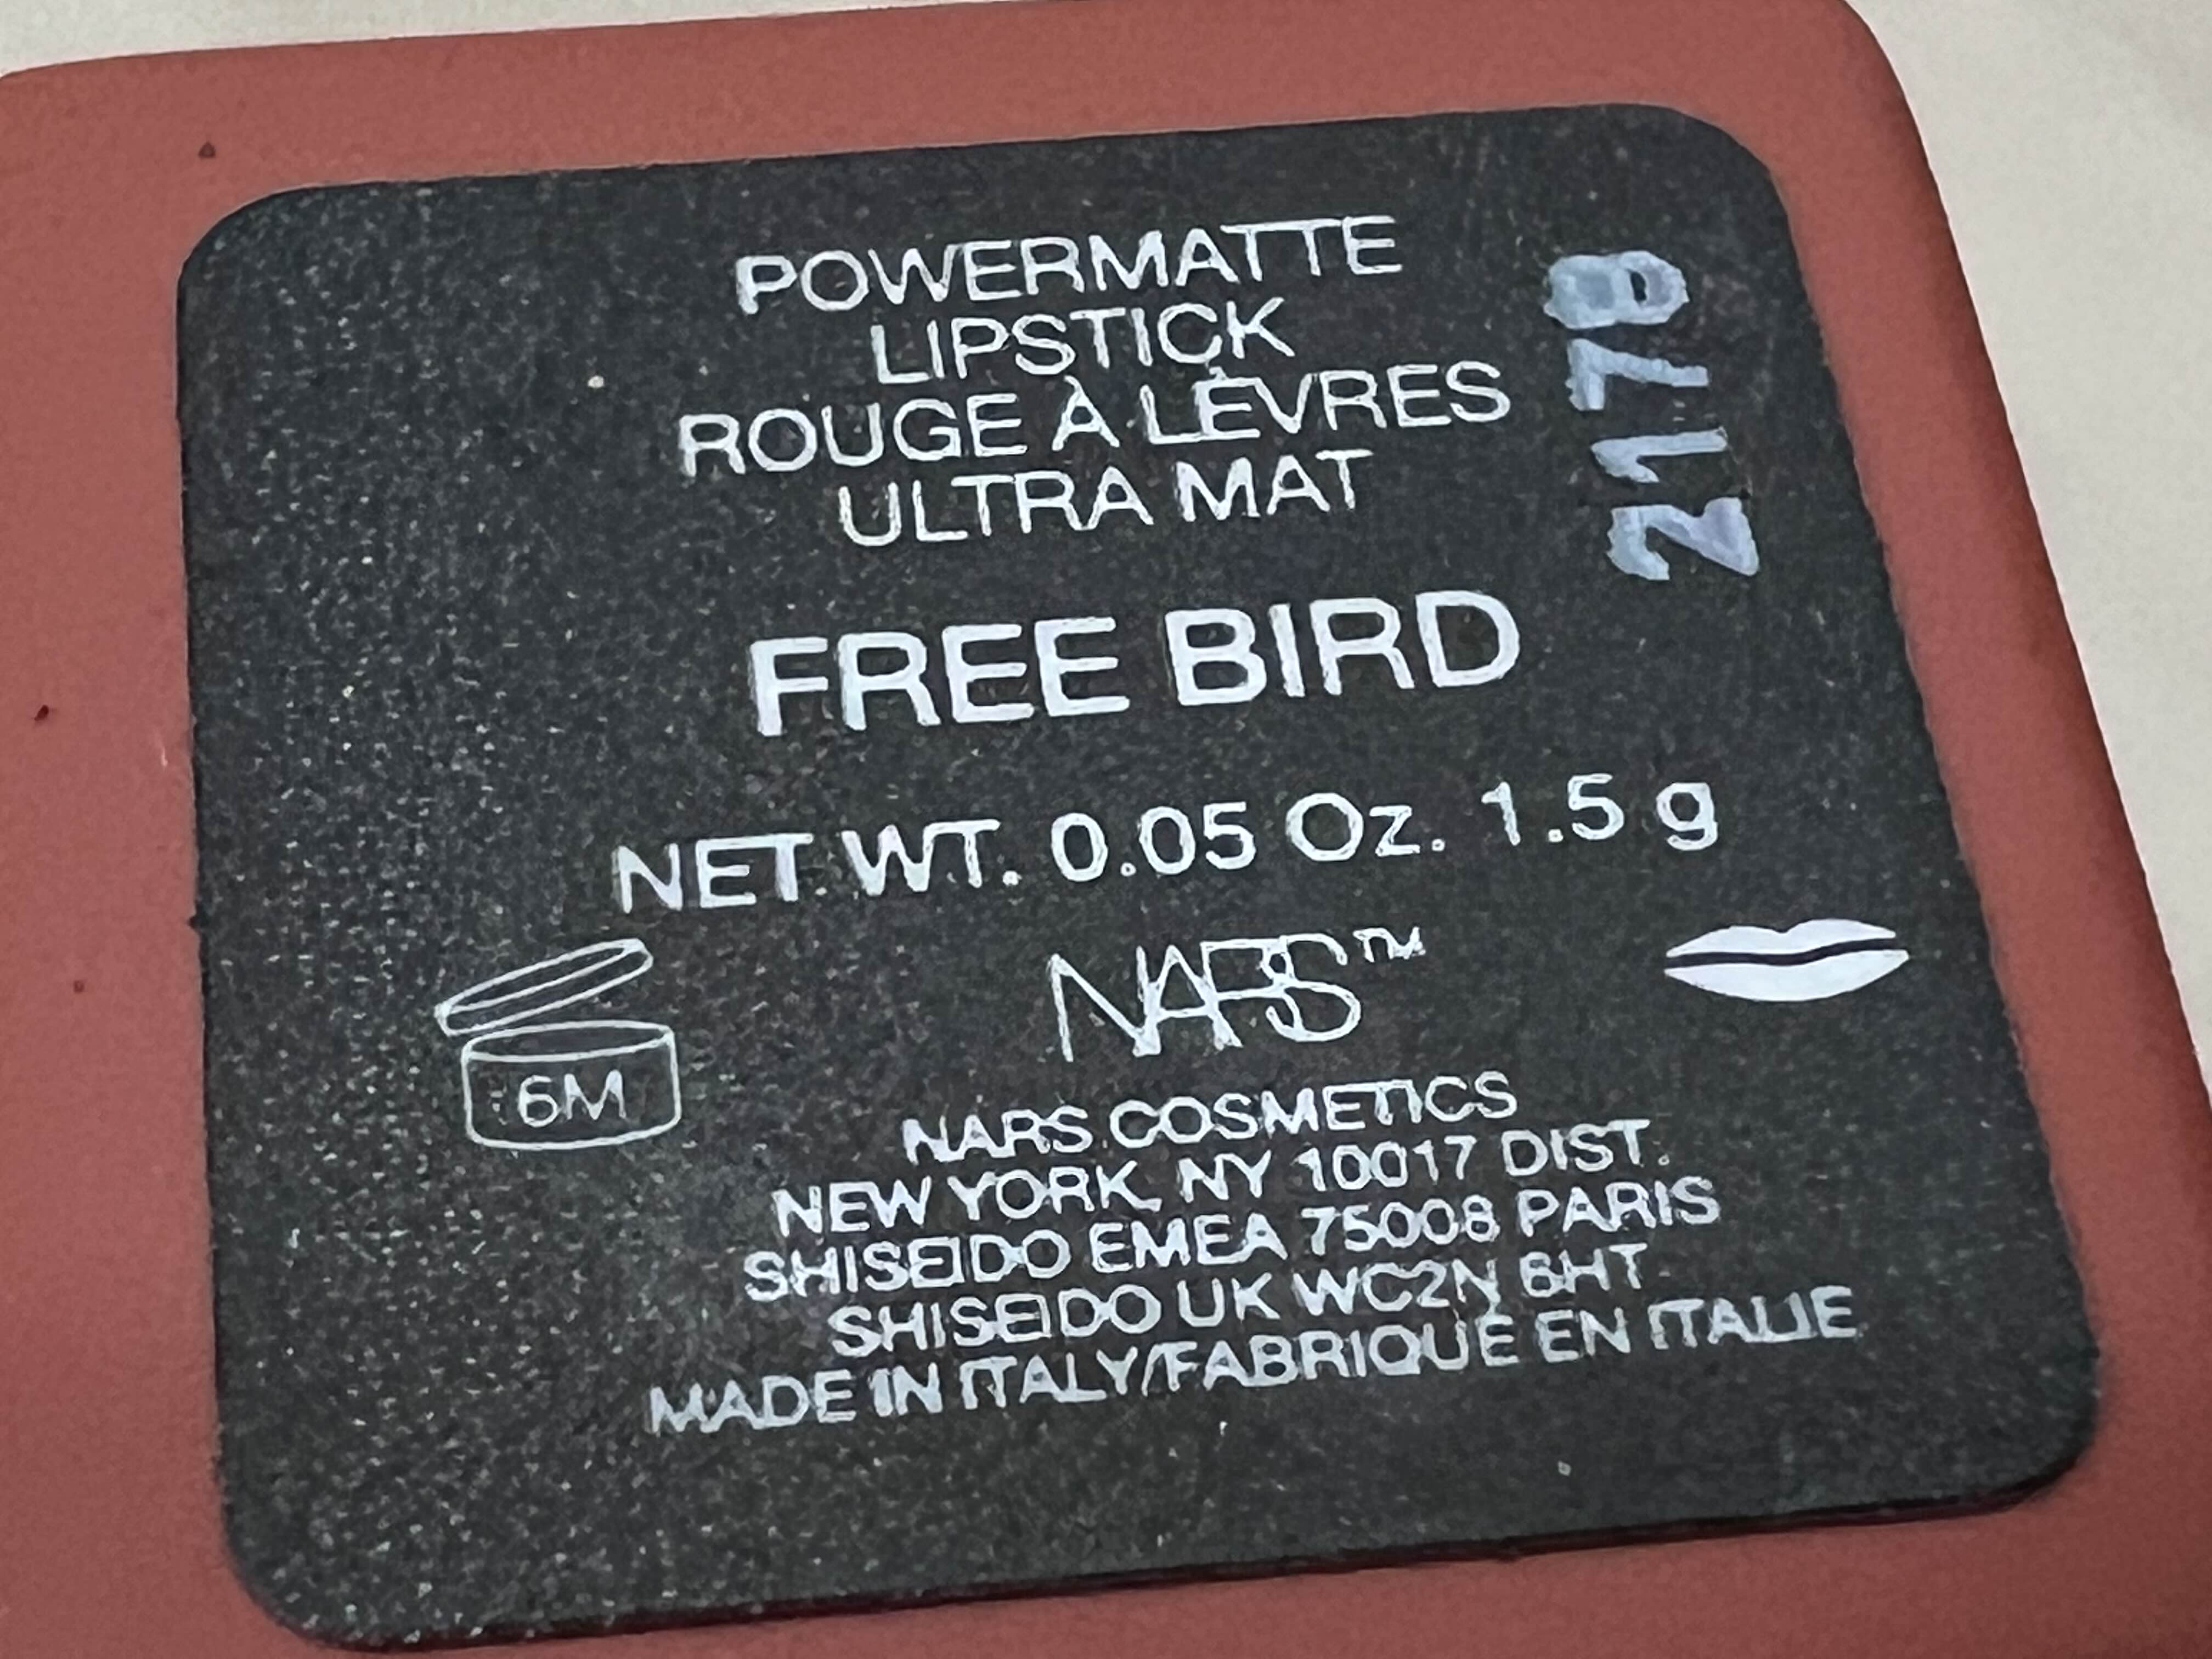 POWERMATTE
LIPSTICK
ROUGE À LÈVRES
ULTRA MAT
2178
FREE BIRD
NET WT. 0.05 Oz. 1.5 g
6M
NARS™
NARS COSMETICS
NEW YORK, NY 10017 DIST.
SHISEIDO EMEA 75008 PARIS
SHISEIDO UK WC2N 6HT
MADE IN ITALY/FABRIQUÉ EN ITALIE